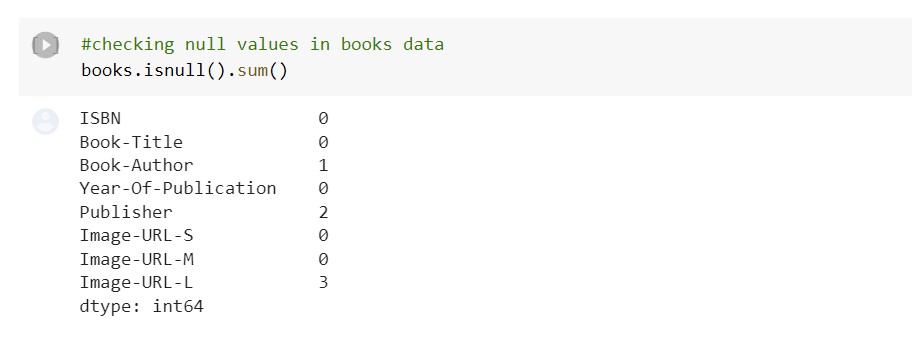 #checking null values in books data
books.isnull().sum()
ISBN 0
Book-Title 0
Book-Author 1
Year-Of-Publication 0
Publisher 2
Image-URL-S 0
Image-URL-M 0
Image-URL-L 3
dtype: int64